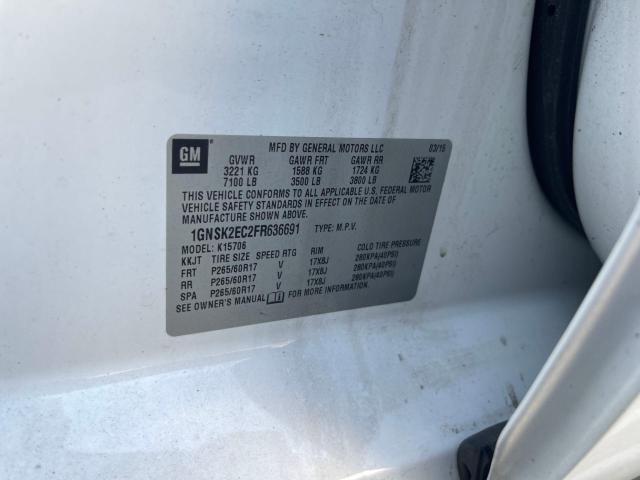 GM
MFD BY GENERAL MOTORS LLC 03/15
GVWR GAWR FRT GAWR RR
3221 KG 1588 KG 1724 KG
7100 LB 3500 LB 3800 LB
THIS VEHICLE CONFORMS TO ALL APPLICABLE U.S. FEDERAL MOTOR
VEHICLE SAFETY STANDARDS IN EFFECT ON THE DATE OF
MANUFACTURE SHOWN ABOVE.
1GNSK2EC2FR636691 TYPE: M.P.V.
MODEL: K15706
KKJT TIRE SIZE SPEED RTG RIM COLD TIRE PRESSURE
FRT P265/60R17 V 17X8J 280KPA(40PSI)
RR P265/60R17 V 17X8J 280KPA(40PSI)
SPA P265/60R17 V 17X8J 280KPA(40PSI)
SEE OWNER'S MANUAL FOR MORE INFORMATION.